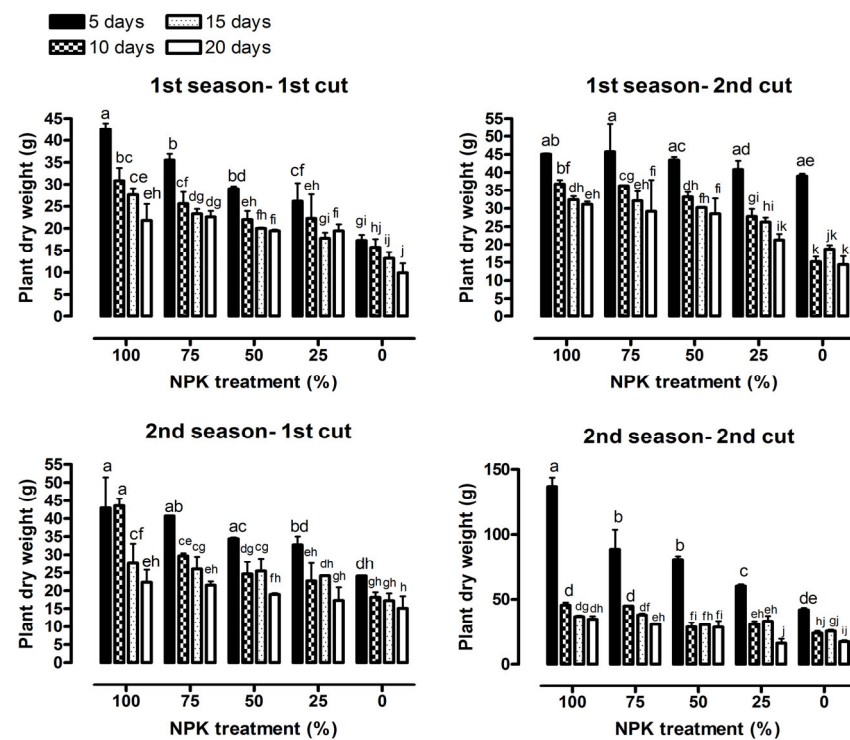 5 days 15 days
10 days 20 days
1st season- 1st cut
Plant dry weight (g)
45
40
35
30
25
20
15
10
5
0
a
bc
ce
eh
b
cf
dg
dg
bd
eh
fh
fi
cf
eh
gi
fi
gi
hj
ij
j
100 75 50 25 0
NPK treatment (%)
1st season- 2nd cut
Plant dry weight (g)
55
50
45
40
35
30
25
20
15
10
5
0
ab
bf
dh
eh
a
cg
eh
fi
ac
dh
fh
fi
ad
gi
hi
ik
ae
k
jk
k
100 75 50 25 0
NPK treatment (%)
2nd season- 1st cut
Plant dry weight (g)
55
50
45
40
35
30
25
20
15
10
5
0
a
a
cf
eh
ab
ce
cg
eh
ac
dg
cg
fh
bd
eh
dh
gh
dh
gh
gh
h
100 75 50 25 0
NPK treatment (%)
2nd season- 2nd cut
Plant dry weight (g)
150
100
50
0
a
d
dg
dh
b
d
df
eh
b
fi
fh
fi
c
eh
eh
j
de
hj
gj
ij
100 75 50 25 0
NPK treatment (%)